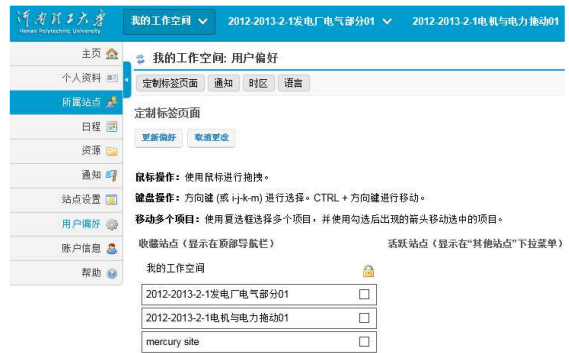 河南理工大学
Henan Polytechnic University
我的工作空间
2012-2013-2-1发电厂电气部分01
2012-2013-2-1电机与电力拖动01
主页
个人资料
所属站点
日程
资源
通知
站点设置
用户偏好
账户信息
帮助
我的工作空间: 用户偏好
定制标签页面
通知
时区
语言
定制标签页面
更新偏好
取消更改
鼠标操作：使用鼠标进行拖拽。
键盘操作：方向键 (或 i-j-k-m) 进行选择。CTRL + 方向键进行移动。
移动多个项目：使用复选框选择多个项目，并使用勾选后出现的箭头移动选中的项目。
收藏站点（显示在顶部导航栏）
活跃站点（显示在"其他站点"下拉菜单）
我的工作空间
2012-2013-2-1发电厂电气部分01
2012-2013-2-1电机与电力拖动01
mercury site